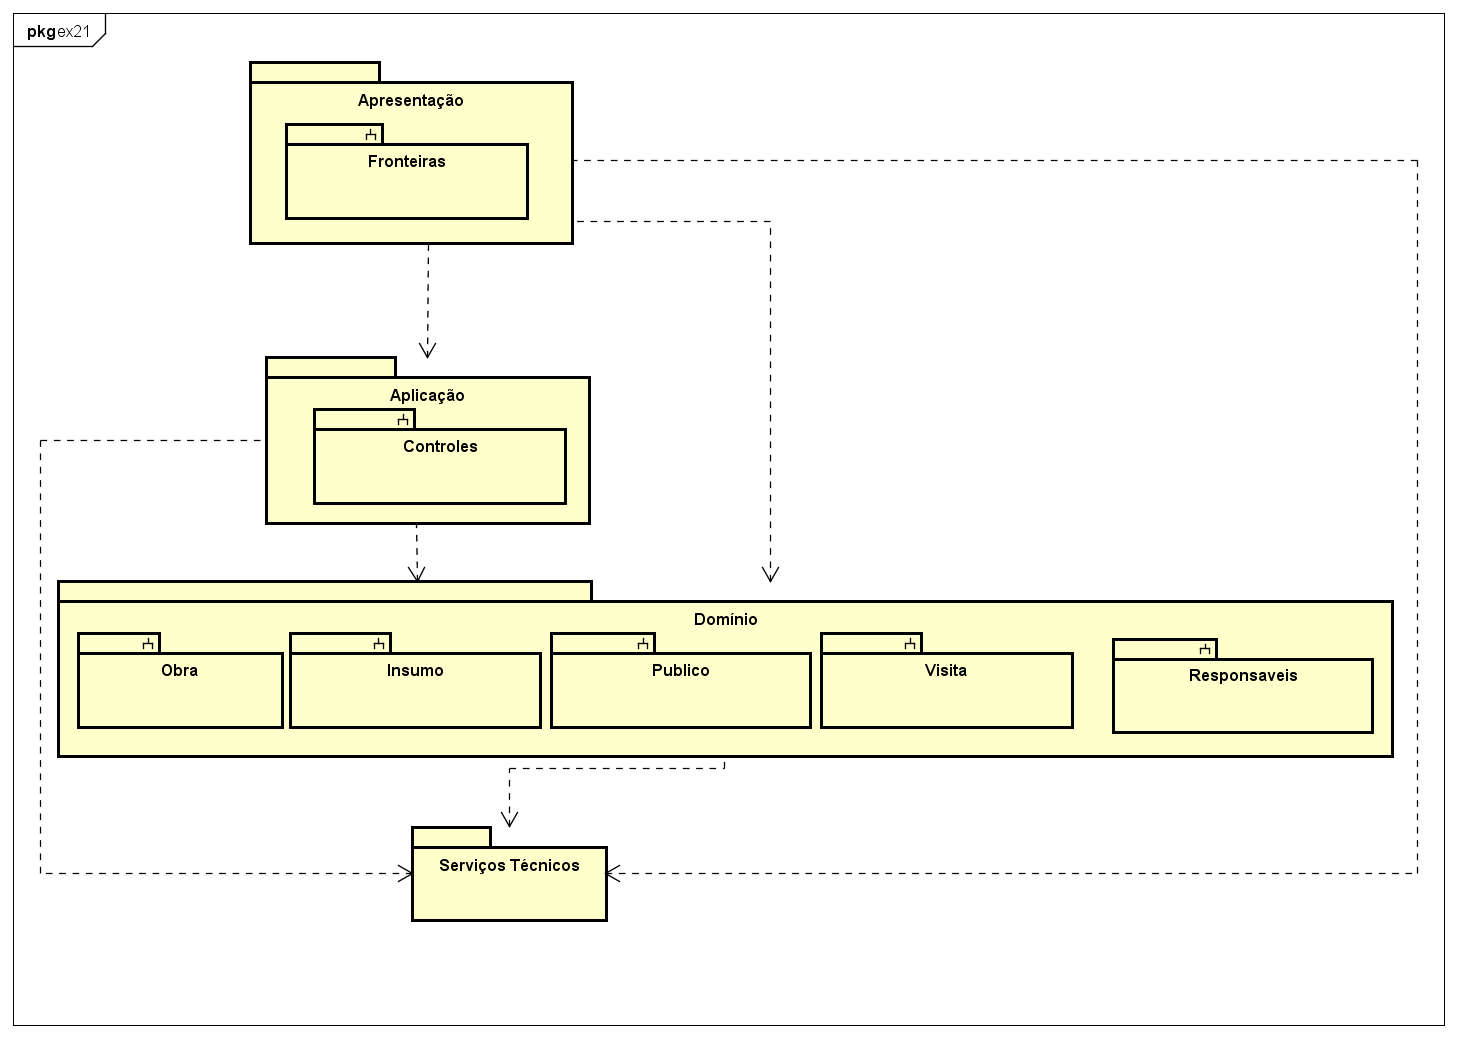 pkg ex21
Apresentação
Fronteiras
Aplicação
Controles
Domínio
Obra
Insumo
Publico
Visita
Responsaveis
Serviços Técnicos